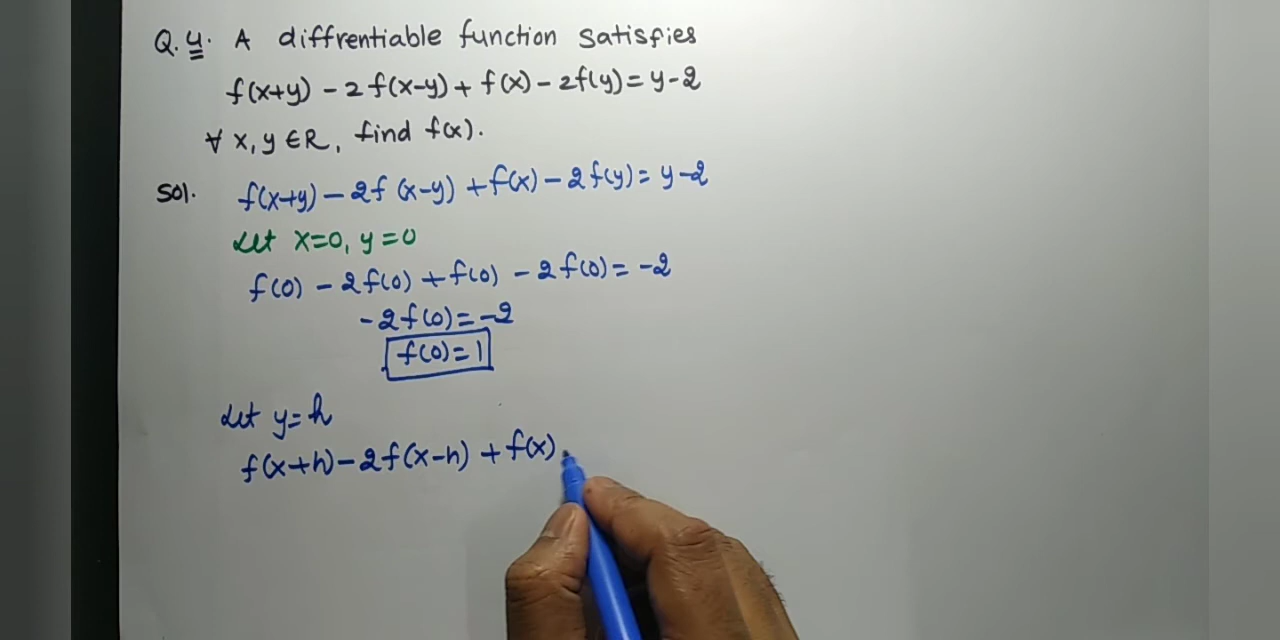 Q.4. A diffrentiable function satisfies
f(x+y) - 2f(x-y) + f(x) - 2f(y) = y-2
∀ x, y ∈ R, find f(x).
Sol. f(x+y) - 2f(x-y) + f(x) - 2f(y) = y-2
Let x=0, y=0
f(0) - 2f(0) + f(0) - 2f(0) = -2
-2f(0) = -2
f(0) = 1
Let y=h
f(x+h) - 2f(x-h) + f(x)